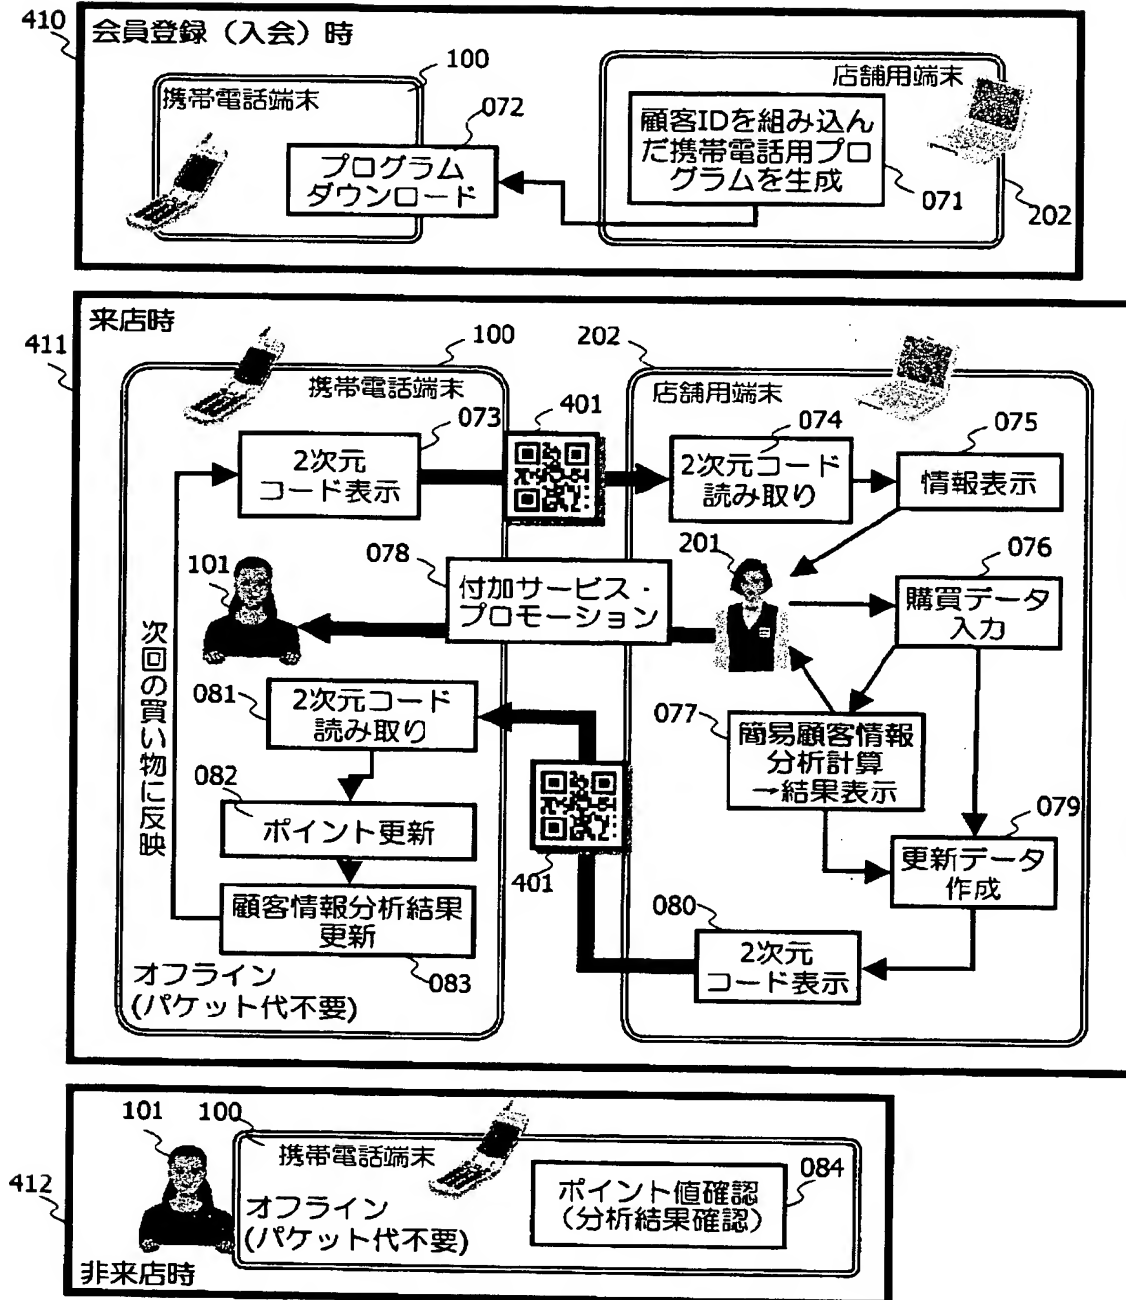 410
会員登録（入会）時
100
携帯電話端末
072
プログラム
ダウンロード
店舗用端末
顧客IDを組み込ん
だ携帯電話用プロ
グラムを生成
071
202
411
来店時
100
携帯電話端末
073
2次元
コード表示
401
202
店舗用端末
074
2次元コード
読み取り
075
情報表示
101
078
付加サービス・
プロモーション
201
076
購買データ
入力
次回の買い物に反映
081
2次元コード
読み取り
077
簡易顧客情報
分析計算
→結果表示
082
ポイント更新
401
079
更新データ
作成
顧客情報分析結果
更新
083
080
2次元
コード表示
オフライン
(パケット代不要)
412
101
100
携帯電話端末
オフライン
(パケット代不要)
084
ポイント値確認
（分析結果確認）
非来店時